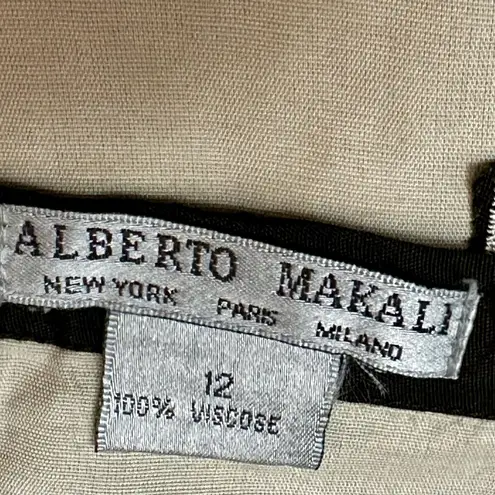 ALBERTO MAKALI
NEW YORK PARIS MILANO
12
100% VISCOSE